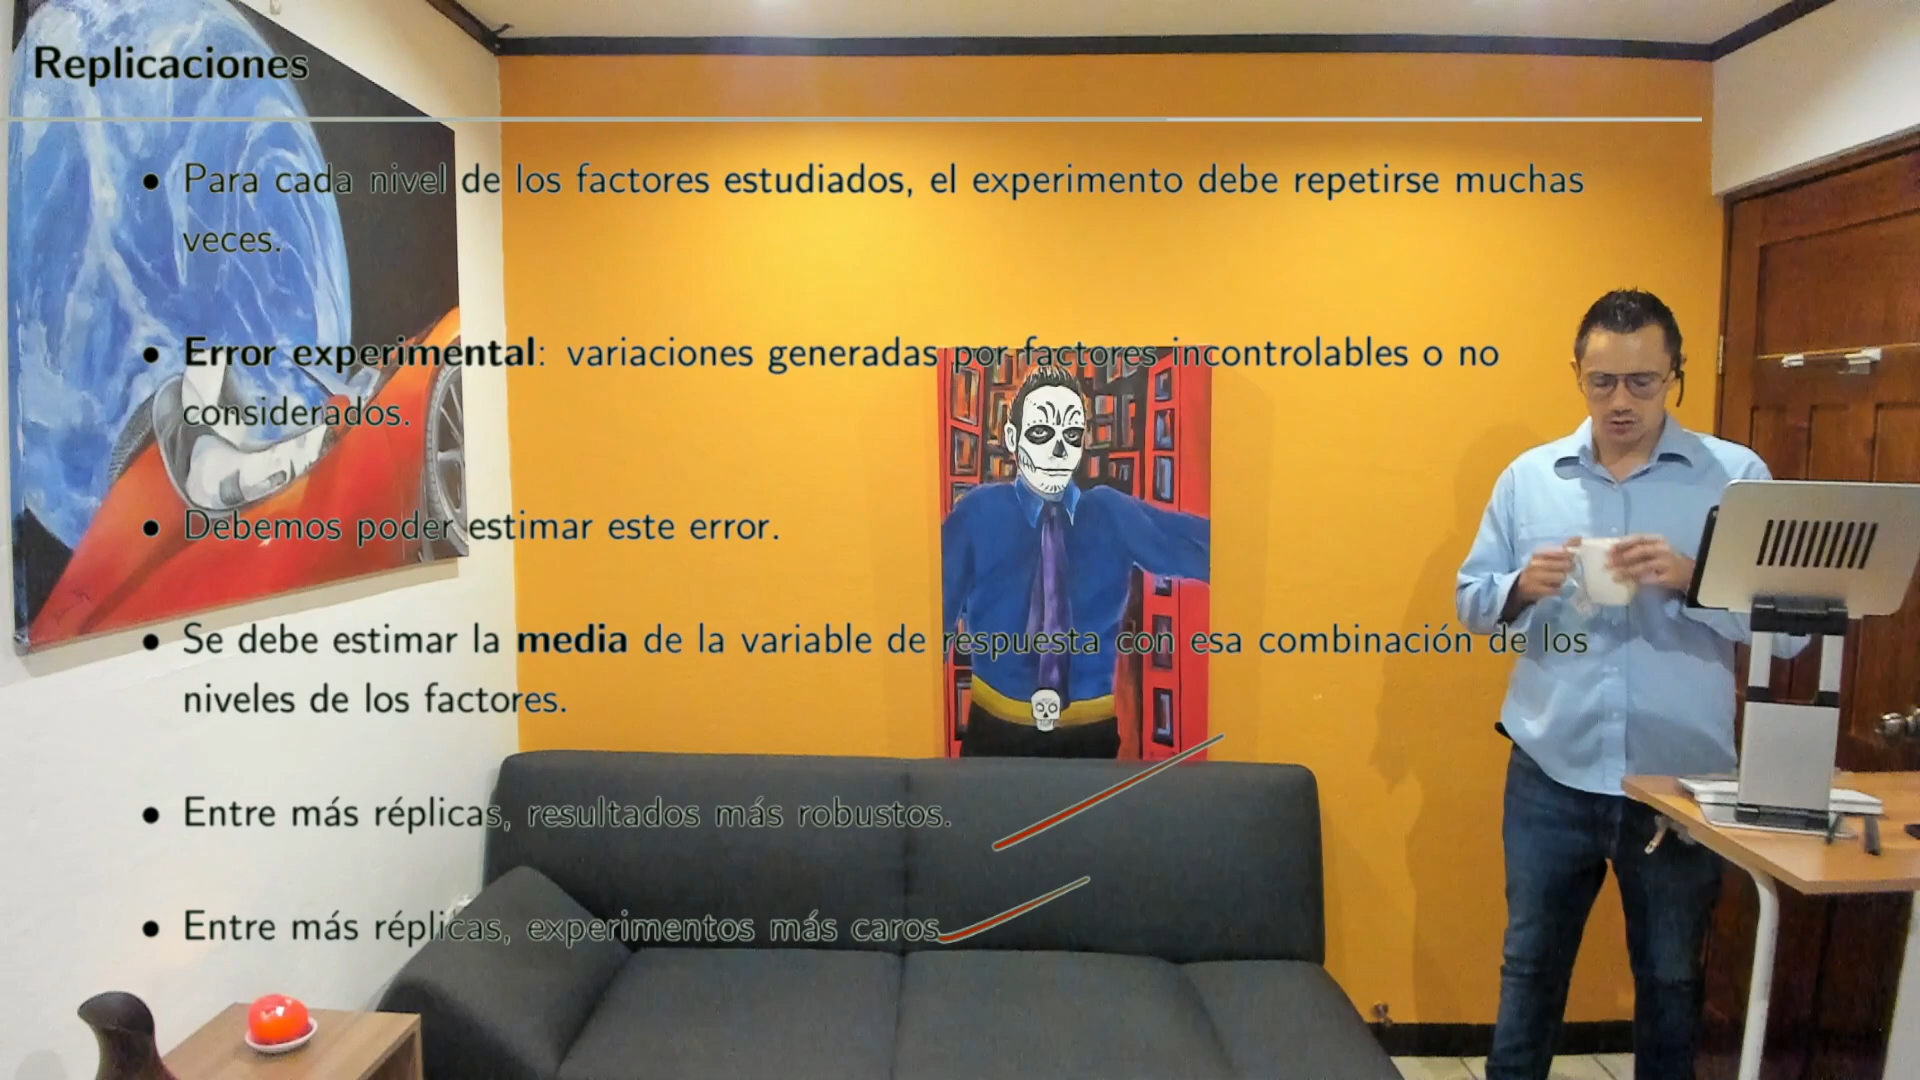 Replicaciones
• Para cada nivel de los factores estudiados, el experimento debe repetirse muchas
veces.
• Error experimental: variaciones generadas por factores incontrolables o no
considerados.
• Debemos poder estimar este error.
• Se debe estimar la media de la variable de respuesta con esa combinación de los
niveles de los factores.
• Entre más réplicas, resultados más robustos.
• Entre más réplicas, experimentos más caros.